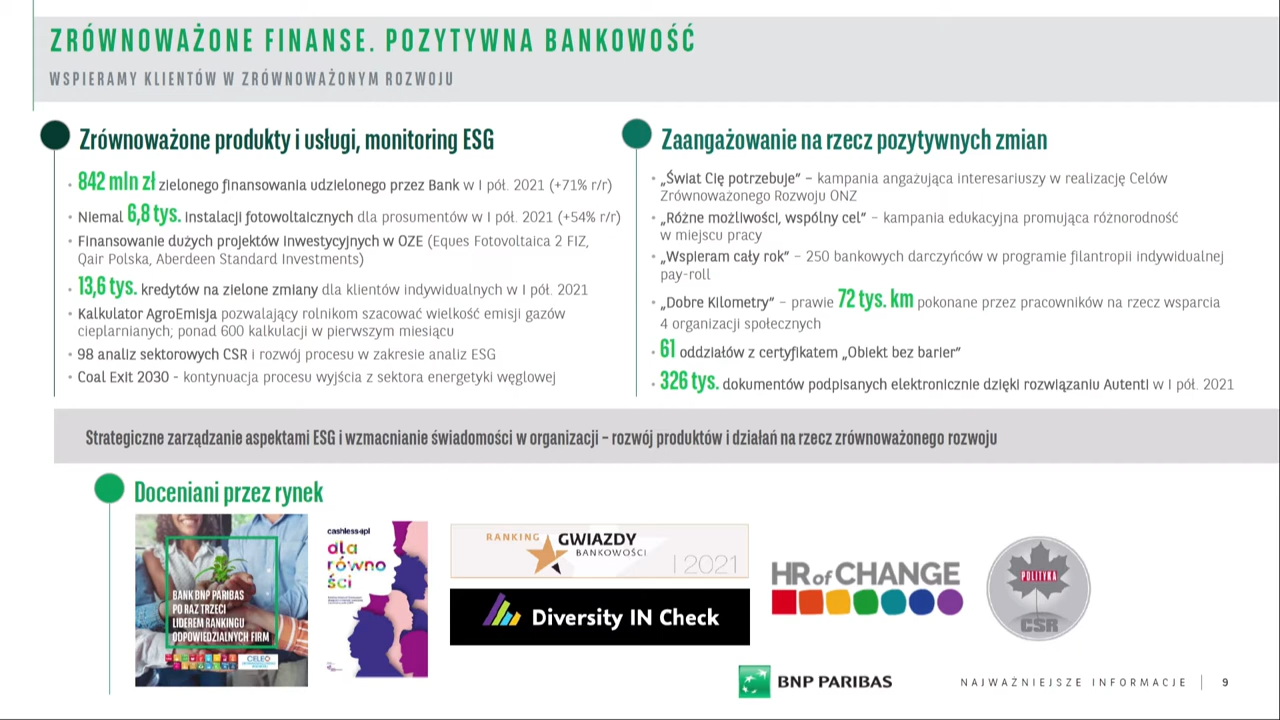 ZRÓWNOWAŻONE FINANSE. POZYTYWNA BANKOWOŚĆ
WSPIERAMY KLIENTÓW W ZRÓWNOWAŻONYM ROZWOJU
Zrównoważone produkty i usługi, monitoring ESG
• 842 mln zł zielonego finansowania udzielonego przez Bank w I pół. 2021 (+71% r/r)
• Niemal 6,8 tys. instalacji fotowoltaicznych dla prosumentów w I pół. 2021 (+54% r/r)
• Finansowanie dużych projektów inwestycyjnych w OZE (Eques Fotovoltaica 2 FIZ,
Qair Polska, Aberdeen Standard Investments)
• 13,6 tys. kredytów na zielone zmiany dla klientów indywidualnych w I pół. 2021
• Kalkulator AgroEmisja pozwalający rolnikom szacować wielkość emisji gazów
cieplarnianych; ponad 600 kalkulacji w pierwszym miesiącu
• 98 analiz sektorowych CSR i rozwój procesu w zakresie analiz ESG
• Coal Exit 2030 - kontynuacja procesu wyjścia z sektora energetyki węglowej
Zaangażowanie na rzecz pozytywnych zmian
• „Świat Cię potrzebuje” – kampania angażująca interesariuszy w realizację Celów
Zrównoważonego Rozwoju ONZ
• „Różne możliwości, wspólny cel” – kampania edukacyjna promująca różnorodność
w miejscu pracy
• „Wspieram cały rok” – 250 bankowych darczyńców w programie filantropii indywidualnej
pay-roll
• „Dobre Kilometry” – prawie 72 tys. km pokonane przez pracowników na rzecz wsparcia
4 organizacji społecznych
• 61 oddziałów z certyfikatem „Obiekt bez barier”
• 326 tys. dokumentów podpisanych elektronicznie dzięki rozwiązaniu Autenti w I pół. 2021
Strategiczne zarządzanie aspektami ESG i wzmacnianie świadomości w organizacji – rozwój produktów i działań na rzecz zrównoważonego rozwoju
Doceniani przez rynek
BANK BNP PARIBAS
PO RAZ TRZECI
LIDEREM RANKINGU
ODPOWIEDZIALNYCH FIRM
cashless.pl
dla
równo
ści
RANKING GWIAZDY
BANKOWOŚCI
| 2021
Diversity IN Check
HR of CHANGE
POLITYKA
CSR
BNP PARIBAS
NAJWAŻNIEJSZE INFORMACJE | 9